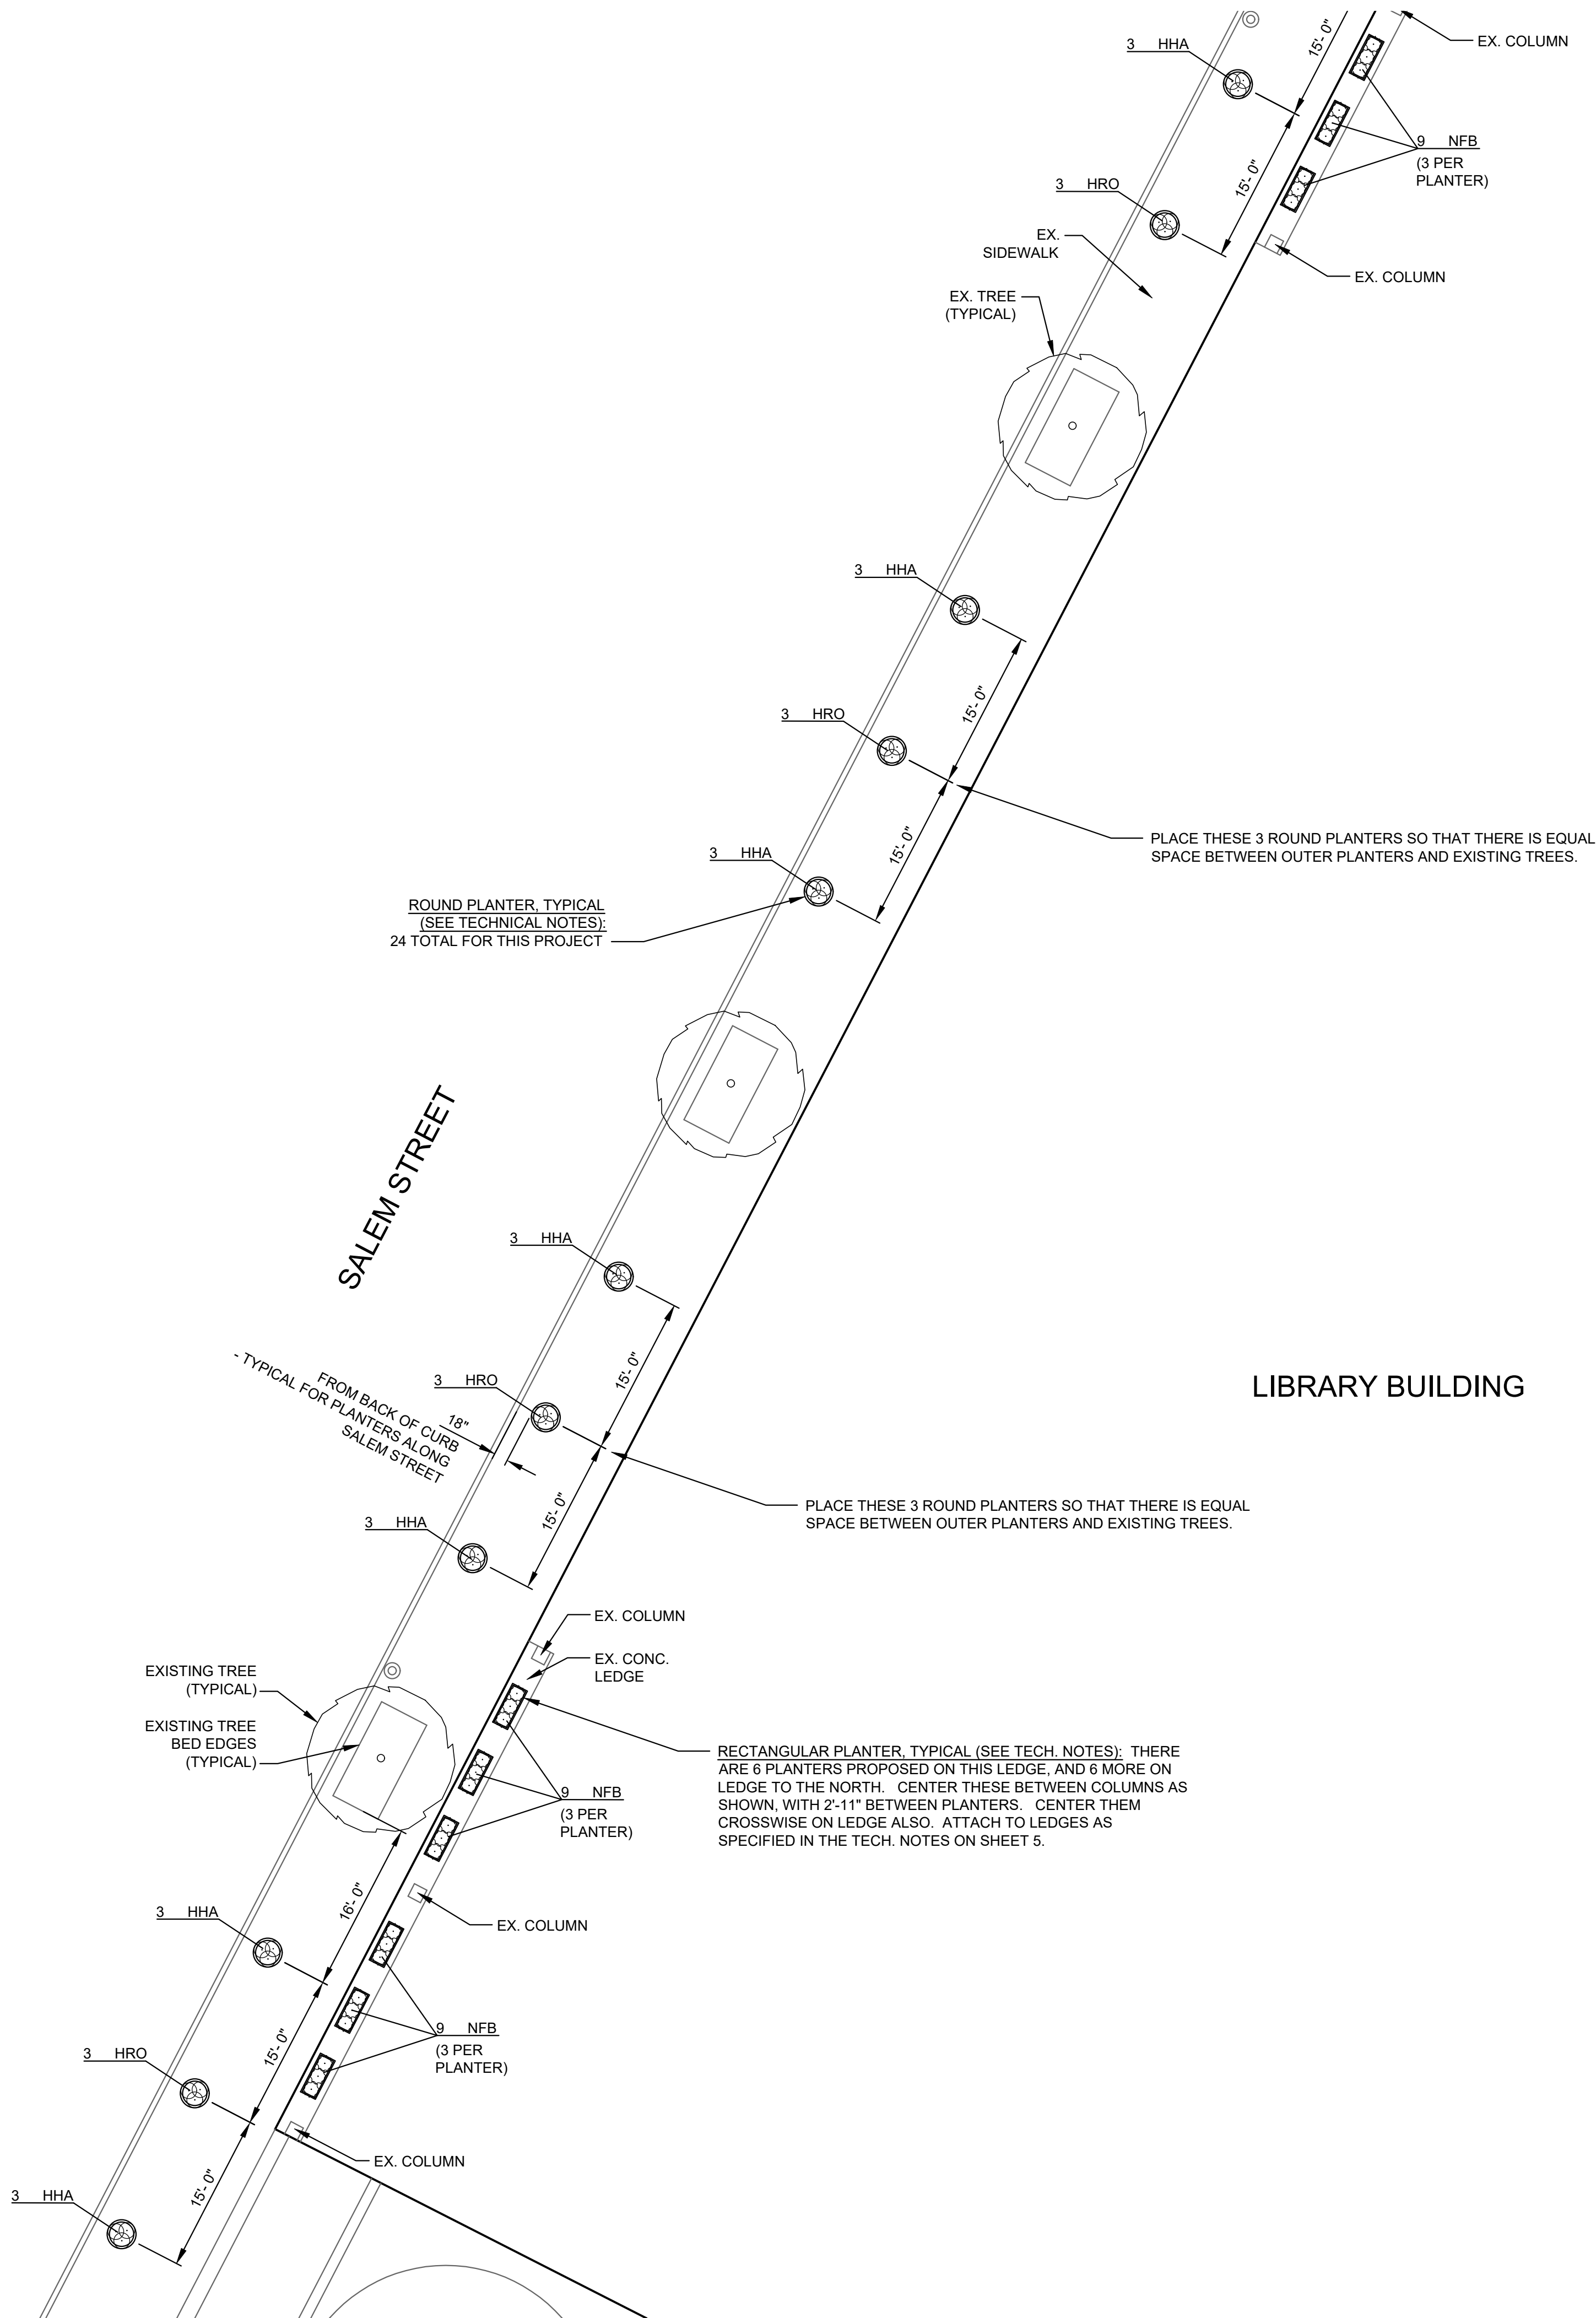 3 HHA
15'- 0"
EX. COLUMN
9 NFB
(3 PER
PLANTER)
15'- 0"
3 HRO
EX.
SIDEWALK
EX. COLUMN
EX. TREE
(TYPICAL)
3 HHA
15'- 0"
3 HRO
PLACE THESE 3 ROUND PLANTERS SO THAT THERE IS EQUAL
SPACE BETWEEN OUTER PLANTERS AND EXISTING TREES.
15'- 0"
3 HHA
ROUND PLANTER, TYPICAL
(SEE TECHNICAL NOTES):
24 TOTAL FOR THIS PROJECT
SALEM STREET
3 HHA
15'- 0"
LIBRARY BUILDING
3 HRO
18"
FROM BACK OF CURB
- TYPICAL FOR PLANTERS ALONG
SALEM STREET
PLACE THESE 3 ROUND PLANTERS SO THAT THERE IS EQUAL
SPACE BETWEEN OUTER PLANTERS AND EXISTING TREES.
15'- 0"
3 HHA
EX. COLUMN
EX. CONC.
LEDGE
EXISTING TREE
(TYPICAL)
EXISTING TREE
BED EDGES
(TYPICAL)
RECTANGULAR PLANTER, TYPICAL (SEE TECH. NOTES): THERE
ARE 6 PLANTERS PROPOSED ON THIS LEDGE, AND 6 MORE ON
LEDGE TO THE NORTH. CENTER THESE BETWEEN COLUMNS AS
SHOWN, WITH 2'-11" BETWEEN PLANTERS. CENTER THEM
CROSSWISE ON LEDGE ALSO. ATTACH TO LEDGES AS
SPECIFIED IN THE TECH. NOTES ON SHEET 5.
9 NFB
(3 PER
PLANTER)
16'- 0"
3 HHA
EX. COLUMN
9 NFB
(3 PER
PLANTER)
15'- 0"
3 HRO
EX. COLUMN
15'- 0"
3 HHA